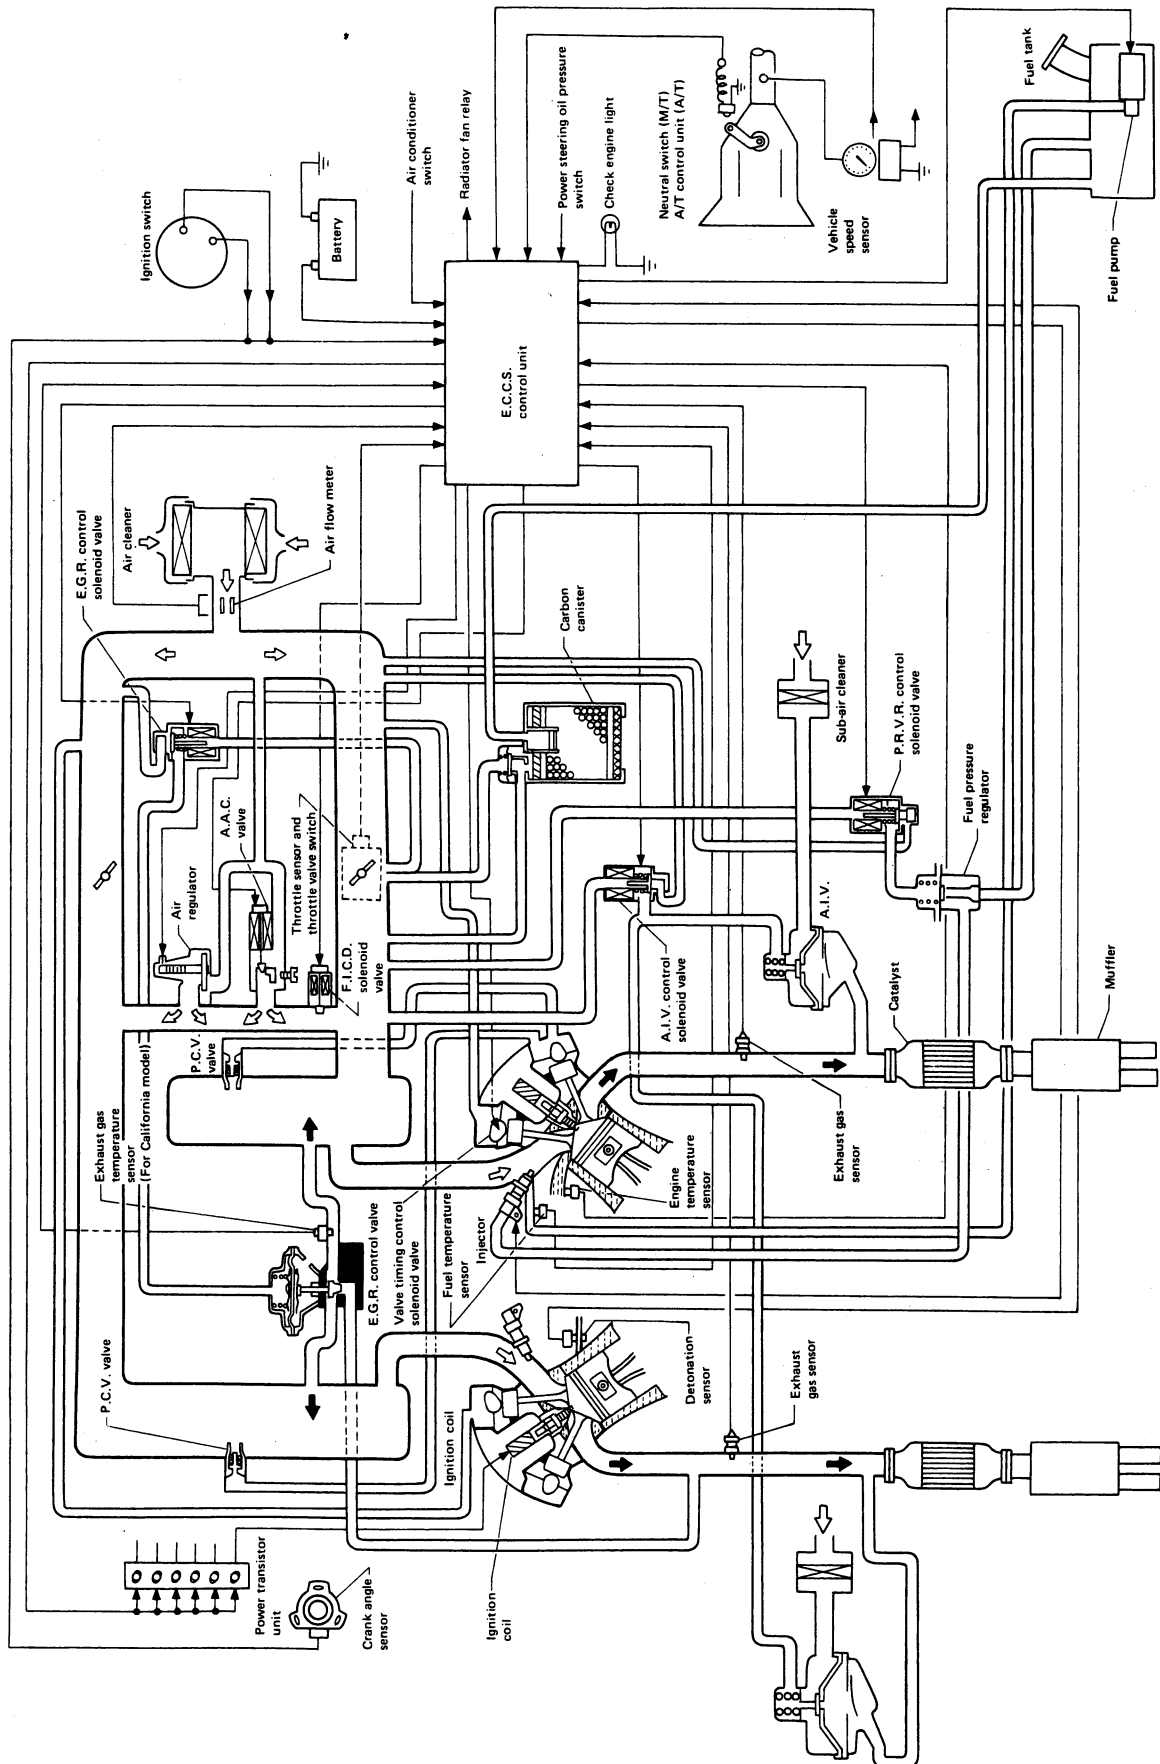 Ignition switch
Battery
Air conditioner
switch
Radiator fan relay
Power steering oil pressure
switch
Check engine light
Neutral switch (M/T)
A/T control unit (A/T)
Vehicle
speed
sensor
Fuel tank
Fuel pump
E.C.C.S.
control unit
E.G.R. control
solenoid valve
Air cleaner
Air flow meter
Carbon
canister
Sub-air cleaner
P.R.V.R. control
solenoid valve
Fuel pressure
regulator
A.A.C.
valve
Air
regulator
Throttle sensor and
throttle valve switch
F.I.C.D.
solenoid
valve
A.I.V. control
solenoid valve
A.I.V.
Catalyst
Muffler
P.C.V.
valve
Exhaust gas
temperature
sensor
(For California model)
Exhaust gas
sensor
Engine temperature
sensor
E.G.R. control valve
Valve timing control
solenoid valve
Fuel temperature
sensor
Injector
P.C.V. valve
Detonation
sensor
Exhaust
gas sensor
Ignition coil
Power transistor
unit
Crank angle
sensor
Ignition
coil